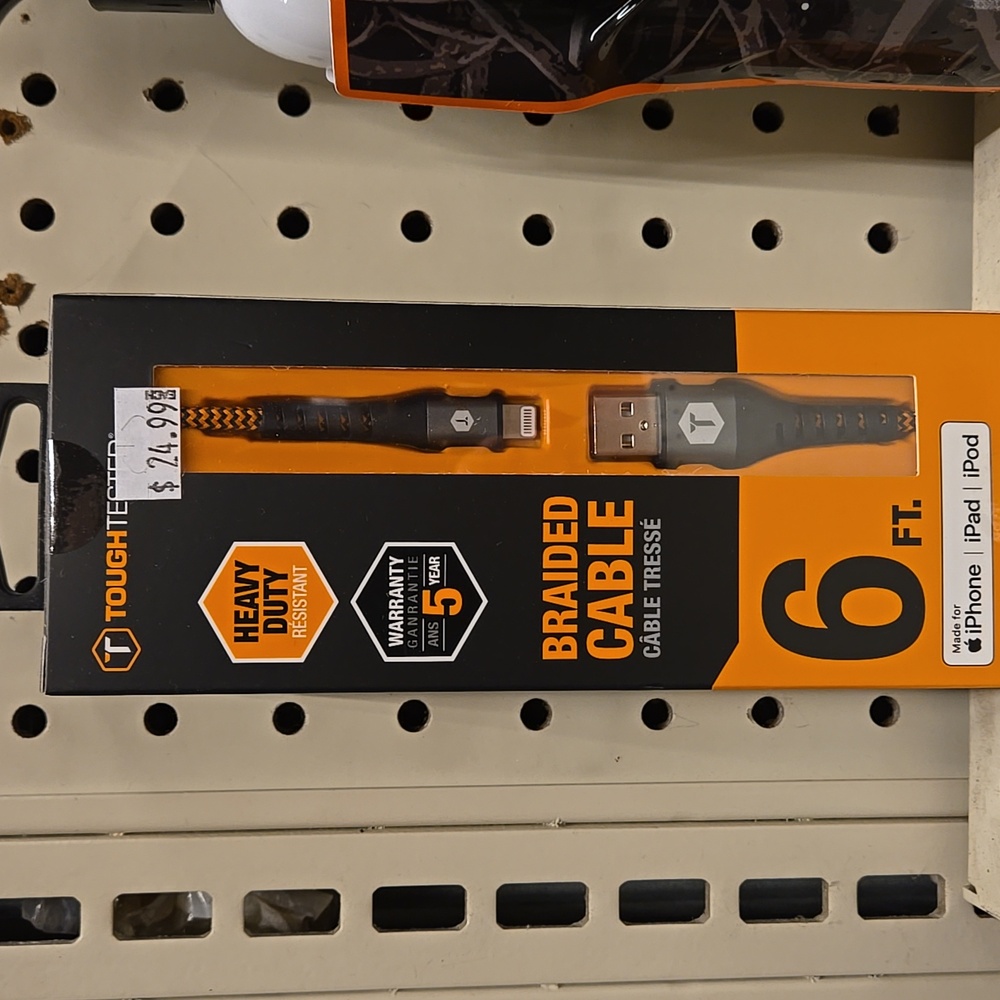 TOUGHTESTED®
$ 24.99
HEAVY
DUTY
RÉSISTANT
WARRANTY
GANRANTIE
ANS 5 YEAR
BRAIDED
CABLE
CÂBLE TRESSÉ
6 FT.
Made for
iPhone | iPad | iPod